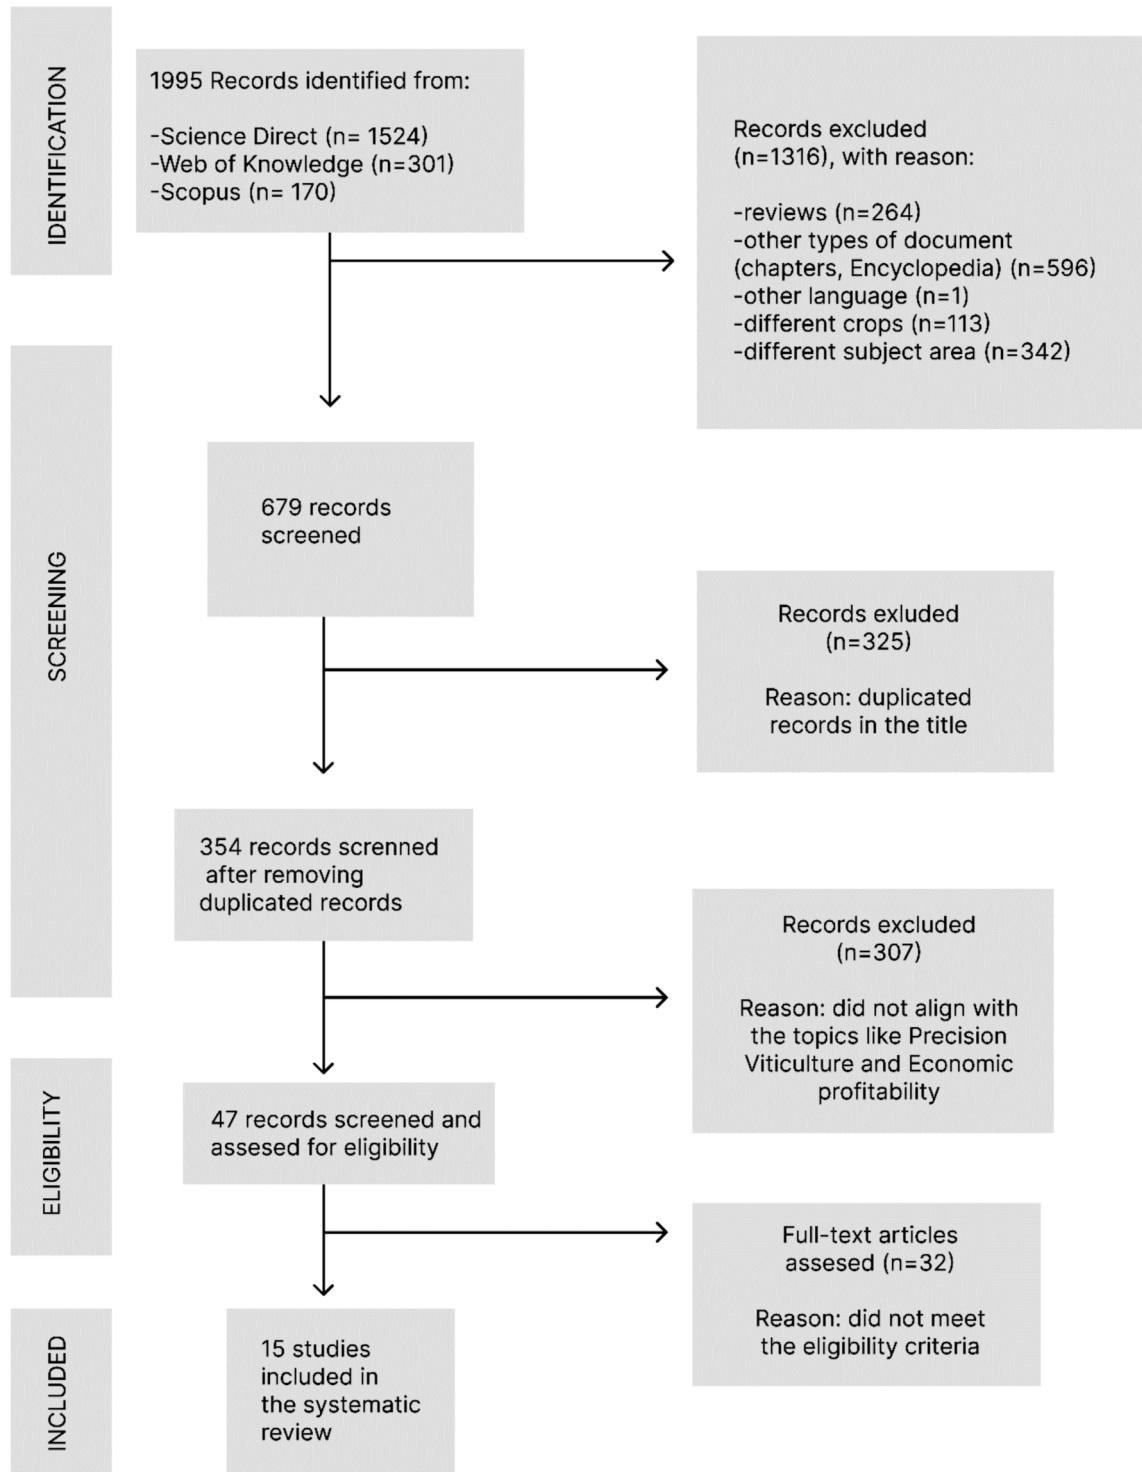 IDENTIFICATION
1995 Records identified from:
-Science Direct (n= 1524)
-Web of Knowledge (n=301)
-Scopus (n= 170)
Records excluded
(n=1316), with reason:
-reviews (n=264)
-other types of document
(chapters, Encyclopedia) (n=596)
-other language (n=1)
-different crops (n=113)
-different subject area (n=342)
SCREENING
679 records
screened
Records exluded
(n=325)
Reason: duplicated
records in the title
354 records screnned
after removing
duplicated records
Records excluded
(n=307)
Reason: did not align with
the topics like Precision
Viticulture and Economic
profitability
ELIGIBILITY
47 records screened and
assesed for eligibility
Full-text articles
assesed (n=32)
Reason: did not meet
the eligibility criteria
INCLUDED
15 studies
included in
the systematic
review